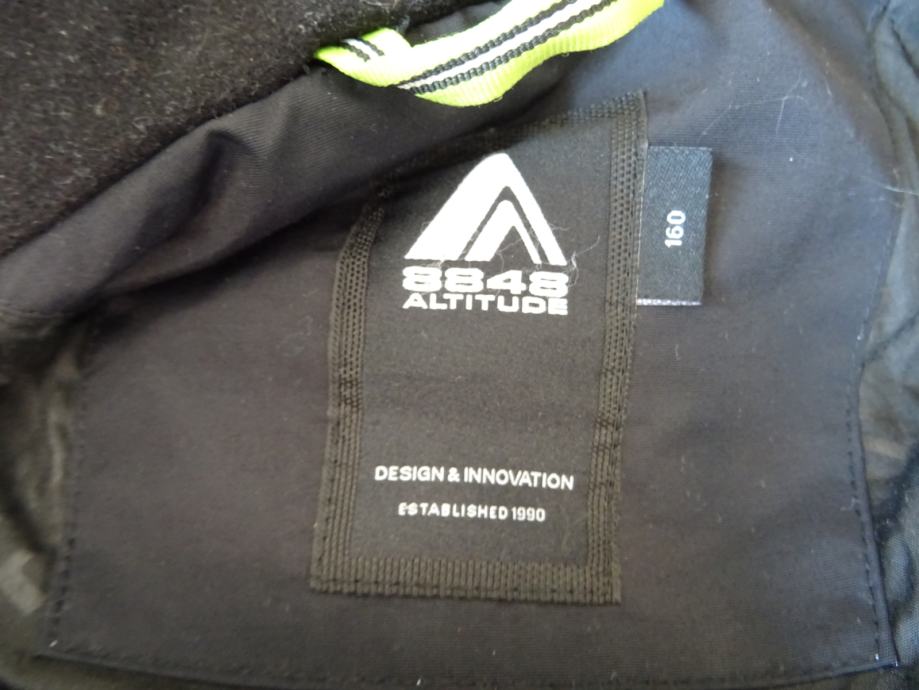 8848
ALTITUDE
160
DESIGN & INNOVATION
ESTABLISHED 1990